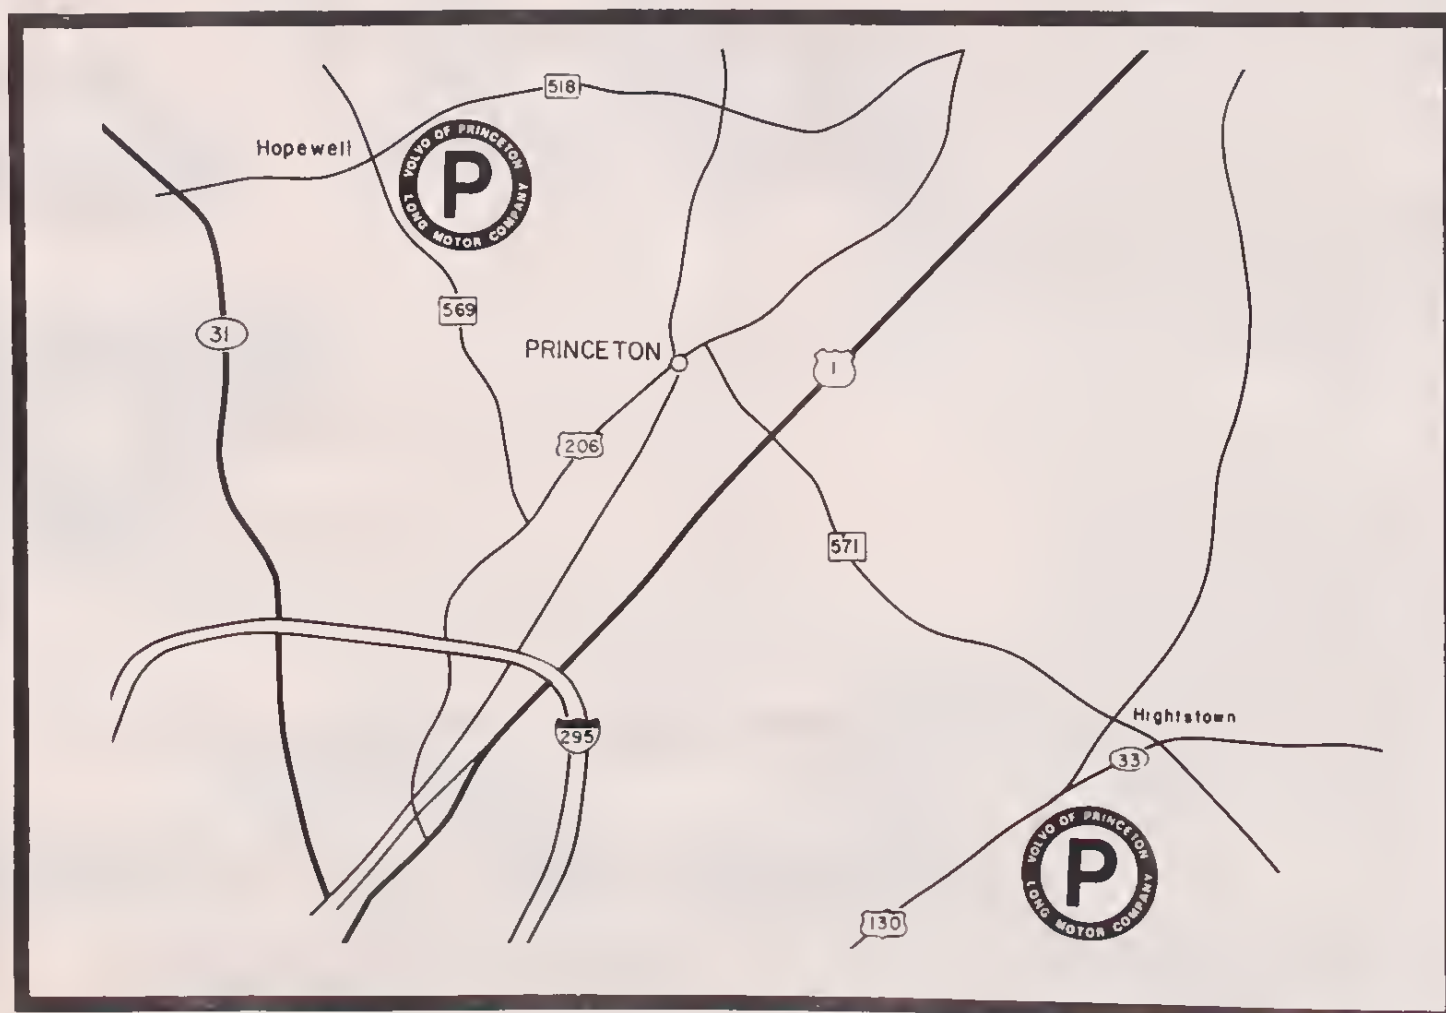 518
Hopewell
VOLVO OF PRINCETON
P
LONG MOTOR COMPANY
569
31
PRINCETON
1
206
571
Hightstown
295
33
VOLVO OF PRINCETON
P
LONG MOTOR COMPANY
130